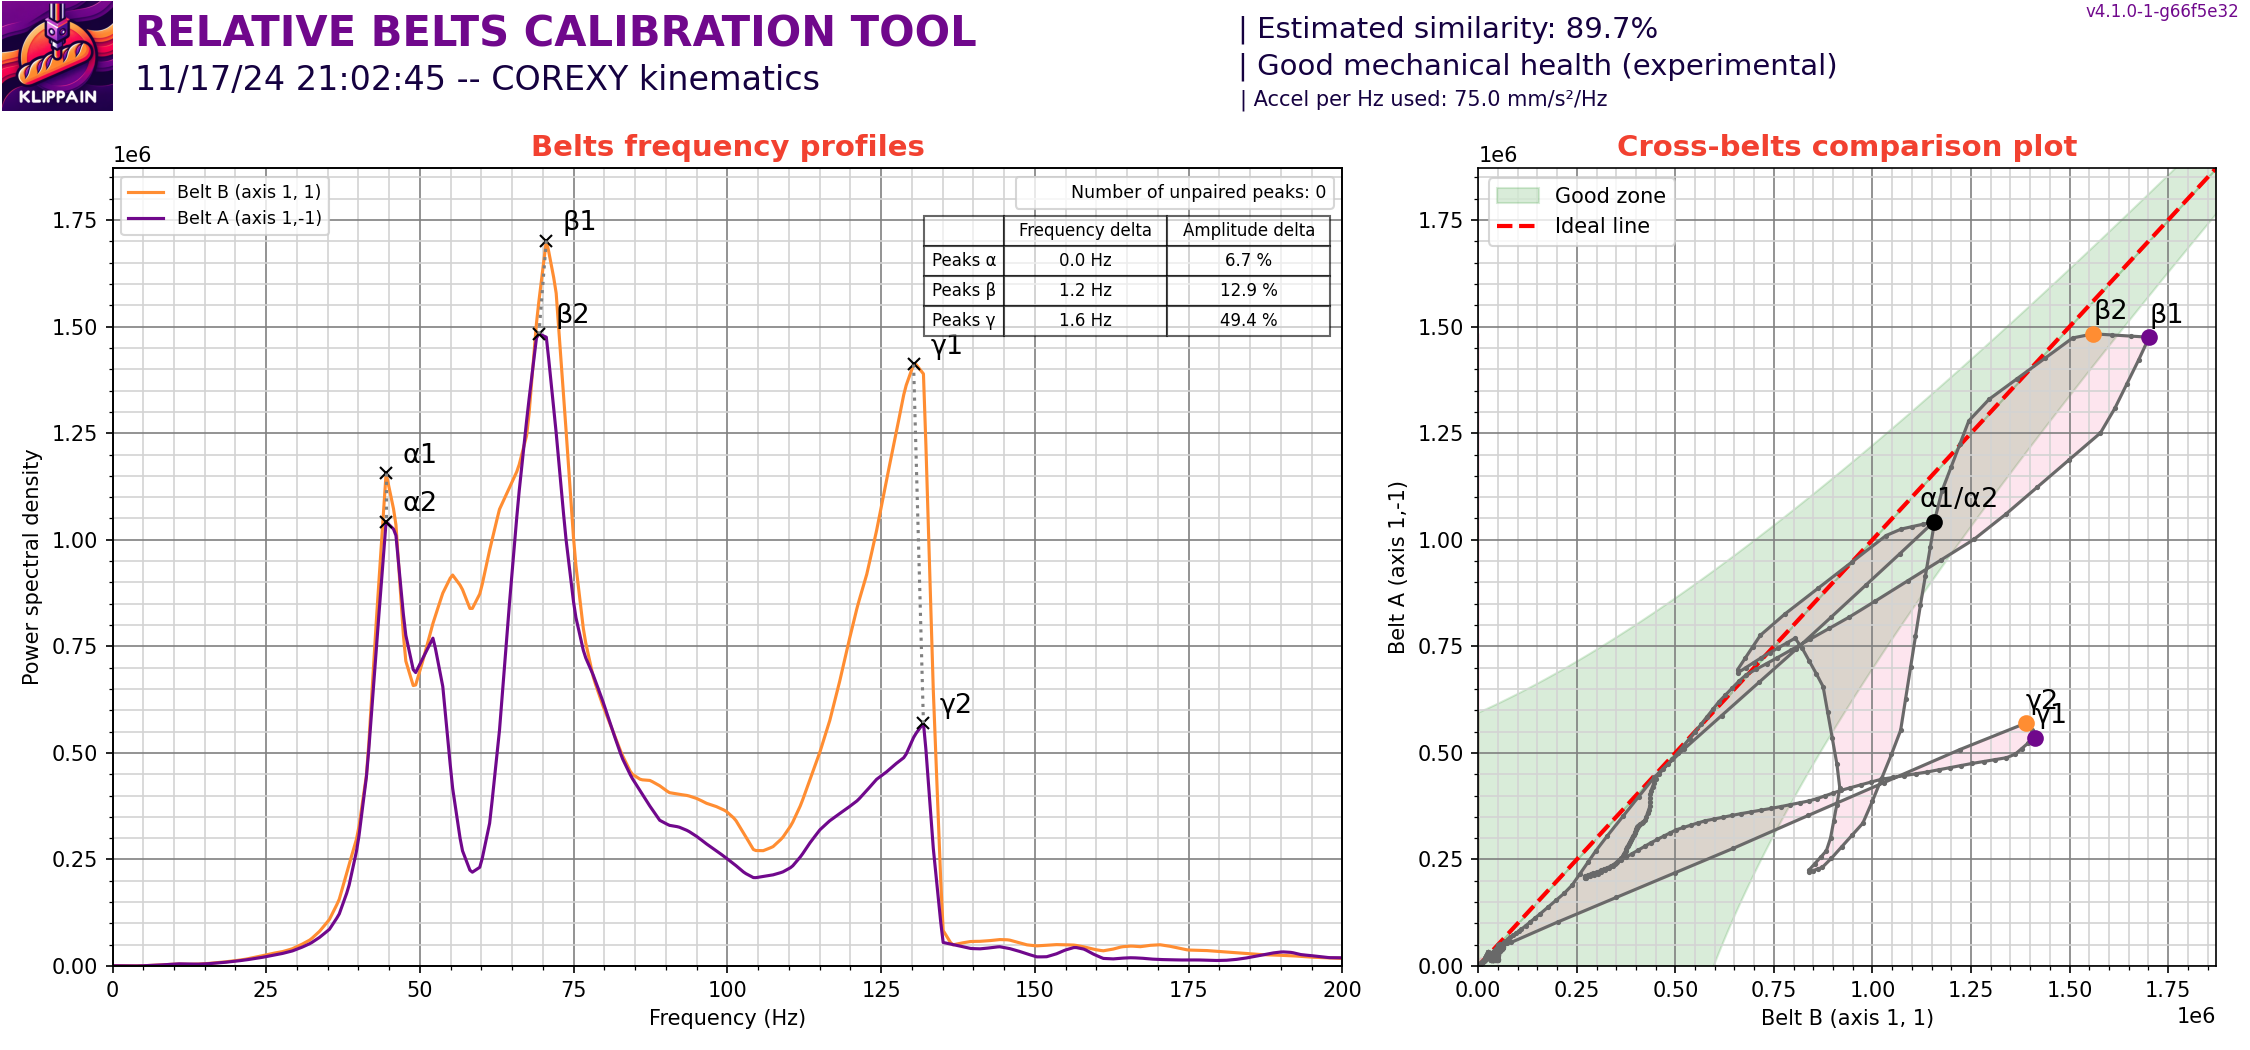 KLIPPAIN
RELATIVE BELTS CALIBRATION TOOL
11/17/24 21:02:45 -- COREXY kinematics
| Estimated similarity: 89.7%
| Good mechanical health (experimental)
| Accel per Hz used: 75.0 mm/s²/Hz
v4.1.0-1-g66f5e32
Belts frequency profiles
1e6
Belt B (axis 1, 1)
Belt A (axis 1,-1)
Number of unpaired peaks: 0
Frequency delta Amplitude delta
Peaks α 0.0 Hz 6.7 %
Peaks β 1.2 Hz 12.9 %
Peaks γ 1.6 Hz 49.4 %
α1
α2
β1
β2
γ1
γ2
Power spectral density
1.75
1.50
1.25
1.00
0.75
0.50
0.25
0.00
0 25 50 75 100 125 150 175 200
Frequency (Hz)
Cross-belts comparison plot
1e6
Good zone
Ideal line
β2
β1
α1/α2
γ2
γ1
Belt A (axis 1,-1)
1.75
1.50
1.25
1.00
0.75
0.50
0.25
0.00
0.00 0.25 0.50 0.75 1.00 1.25 1.50 1.75
Belt B (axis 1, 1)
1e6